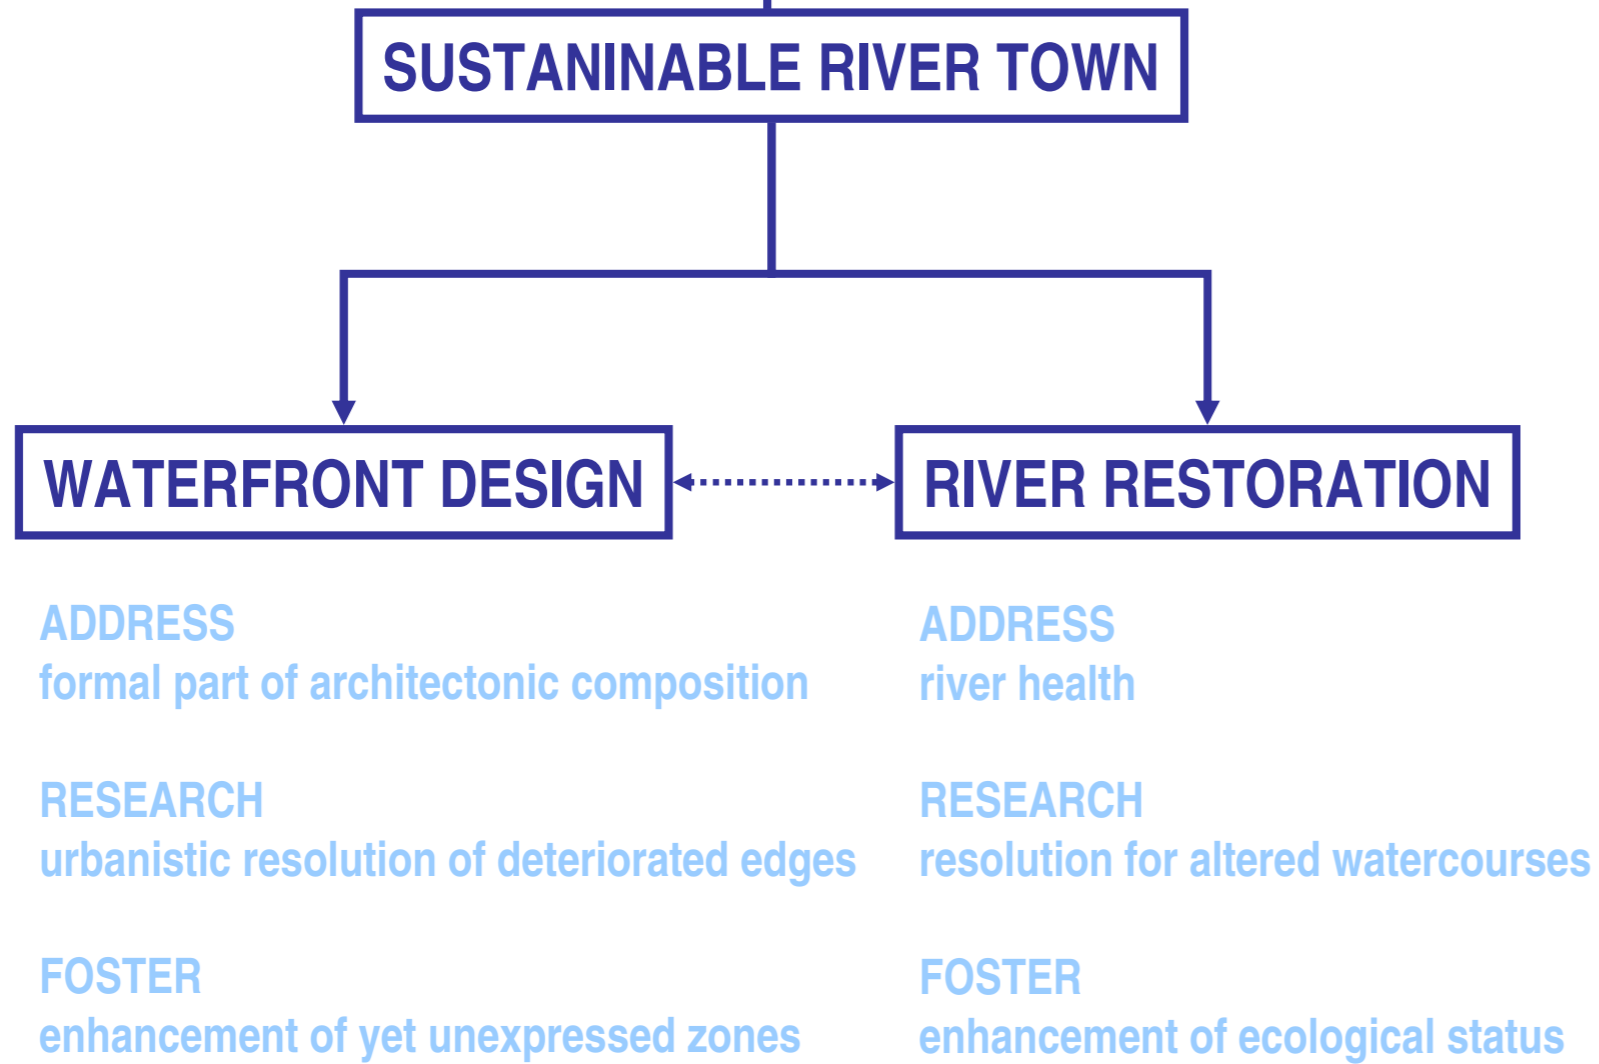 SUSTANINABLE RIVER TOWN
WATERFRONT DESIGN
RIVER RESTORATION
ADDRESS
formal part of architectonic composition
RESEARCH
urbanistic resolution of deteriorated edges
FOSTER
enhancement of yet unexpressed zones
ADDRESS
river health
RESEARCH
resolution for altered watercourses
FOSTER
enhancement of ecological status